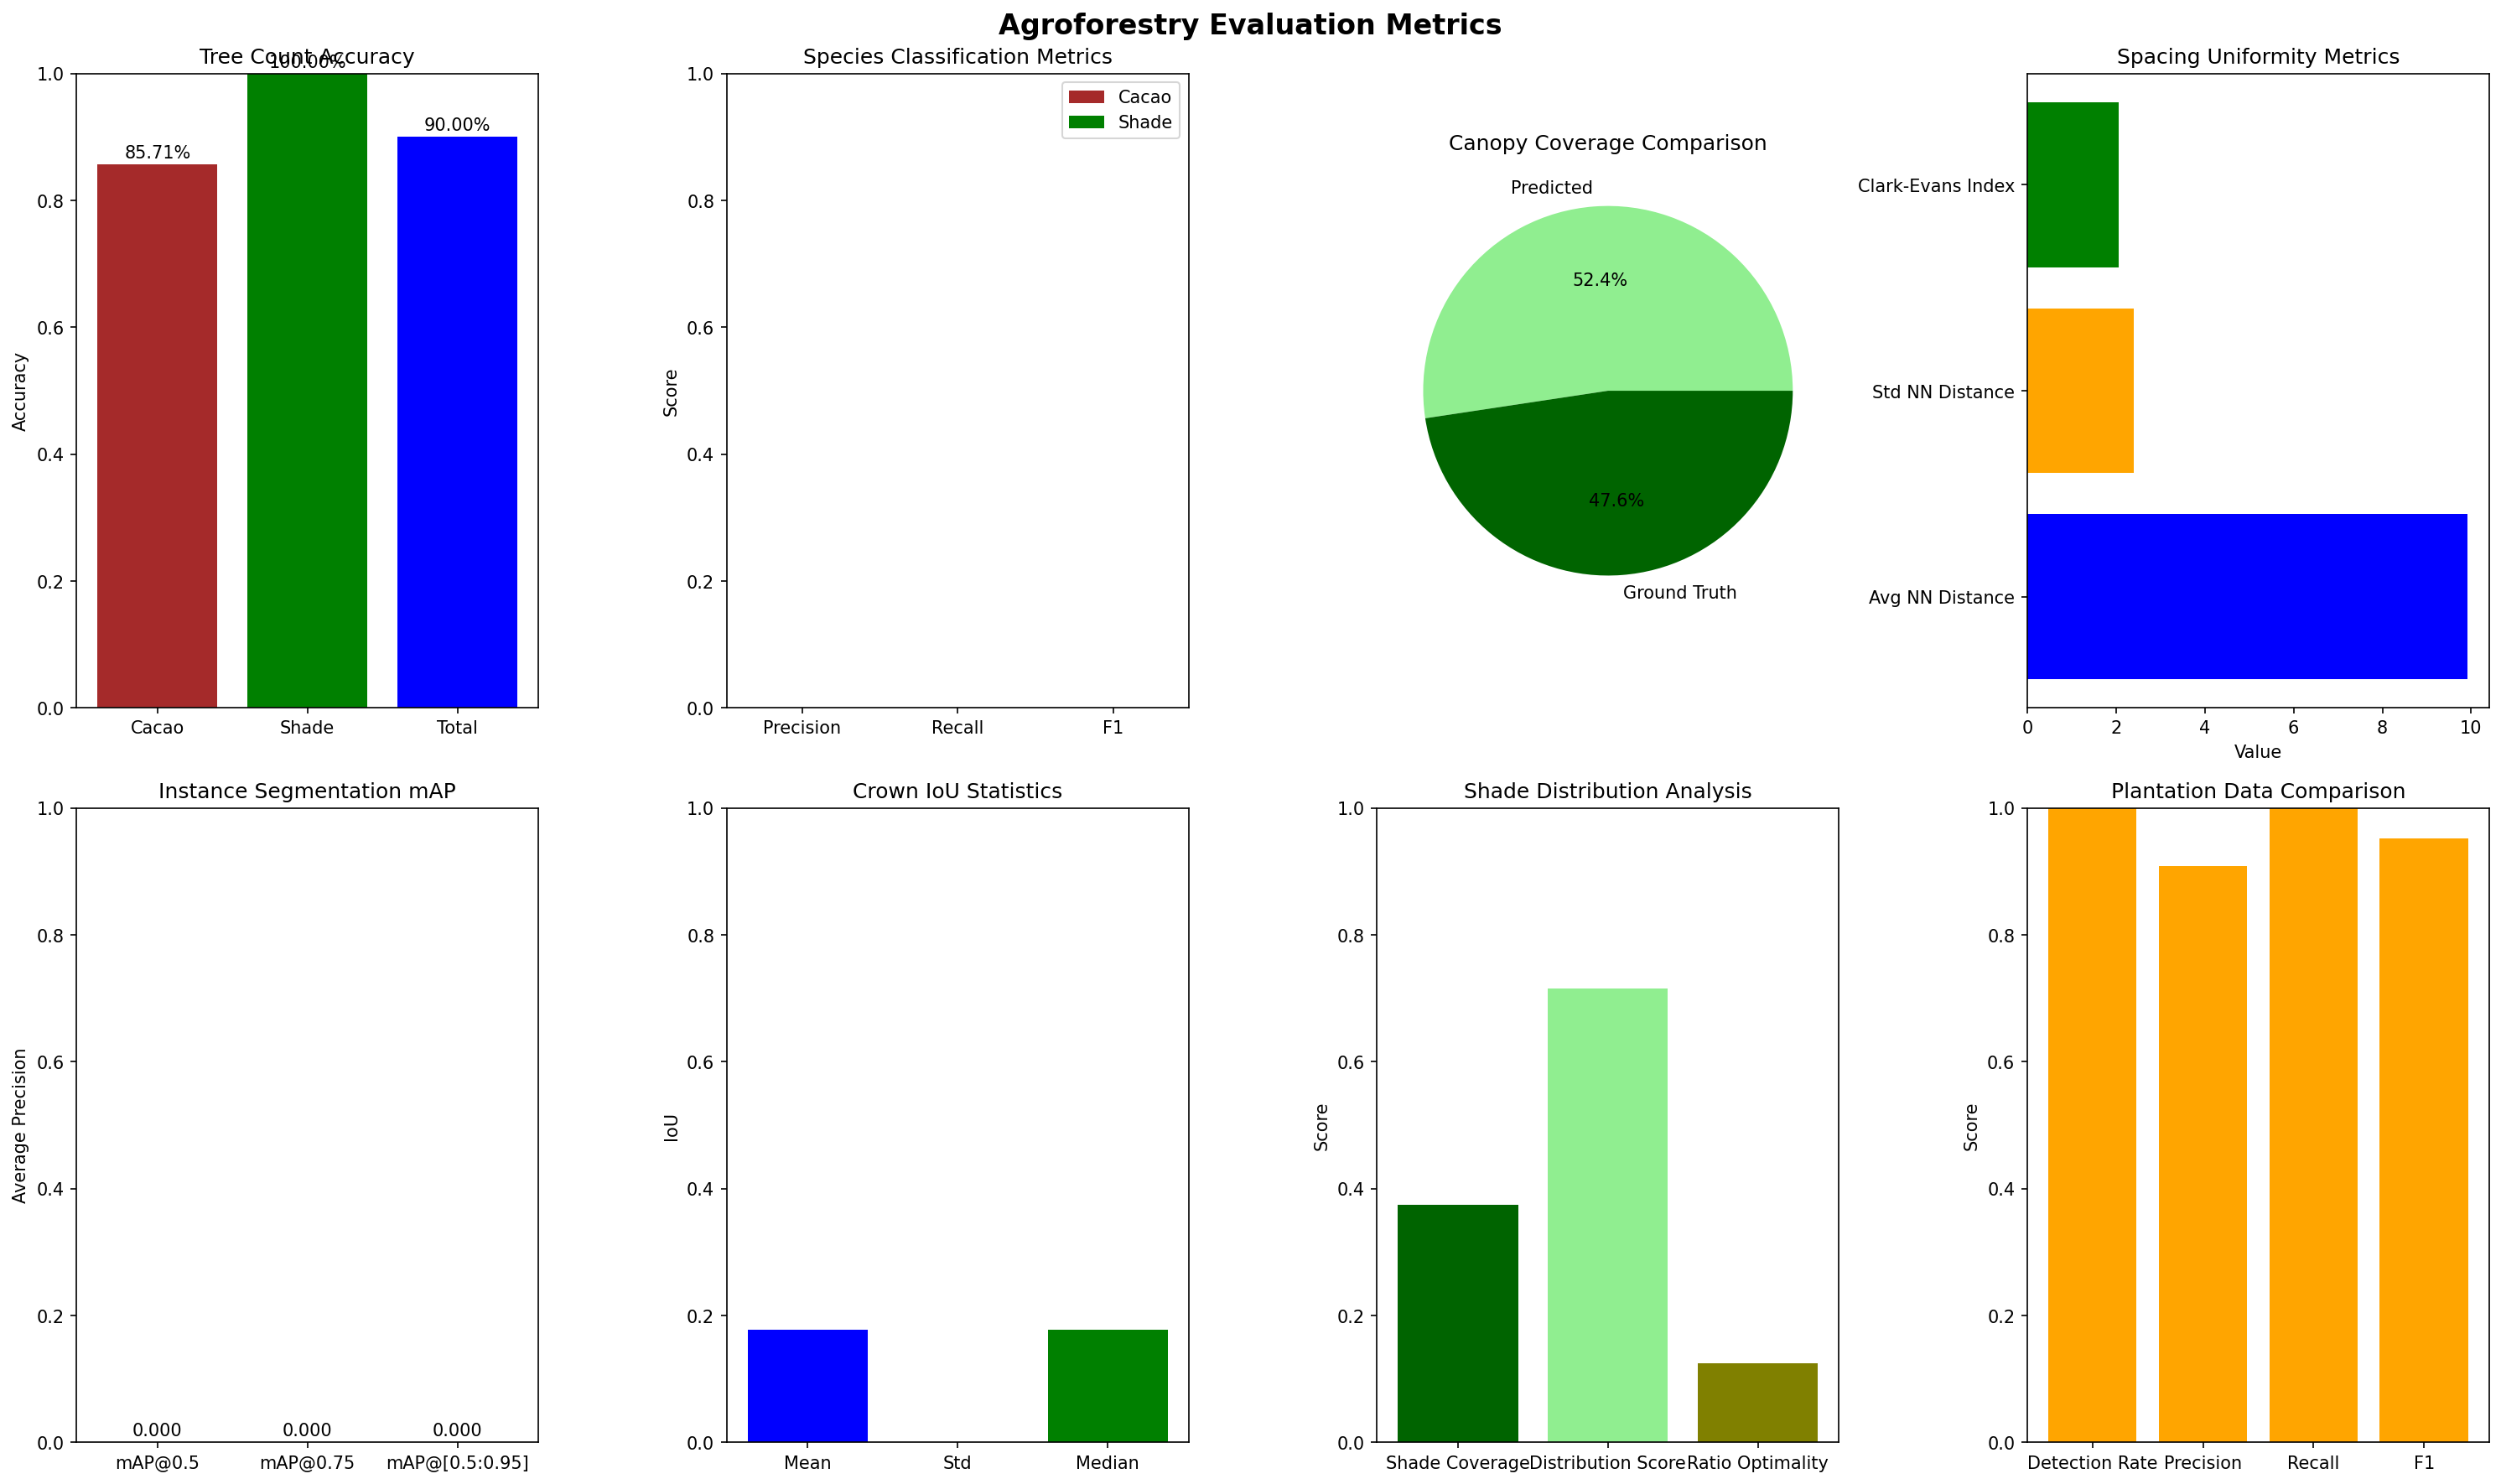 Agroforestry Evaluation Metrics
Tree Count Accuracy
100.00%
85.71%
90.00%
1.0
0.8
0.6
0.4
0.2
0.0
Accuracy
Cacao
Shade
Total
Species Classification Metrics
Cacao
Shade
1.0
0.8
0.6
0.4
0.2
0.0
Score
Precision
Recall
F1
Canopy Coverage Comparison
Predicted
52.4%
47.6%
Ground Truth
Spacing Uniformity Metrics
Clark-Evans Index
Std NN Distance
Avg NN Distance
0
2
4
6
8
10
Value
Instance Segmentation mAP
1.0
0.8
0.6
0.4
0.2
0.0
Average Precision
0.000
0.000
0.000
mAP@0.5
mAP@0.75
mAP@[0.5:0.95]
Crown IoU Statistics
1.0
0.8
0.6
0.4
0.2
0.0
IoU
Mean
Std
Median
Shade Distribution Analysis
1.0
0.8
0.6
0.4
0.2
0.0
Score
Shade Coverage
Distribution Score
Ratio Optimality
Plantation Data Comparison
1.0
0.8
0.6
0.4
0.2
0.0
Score
Detection Rate
Precision
Recall
F1